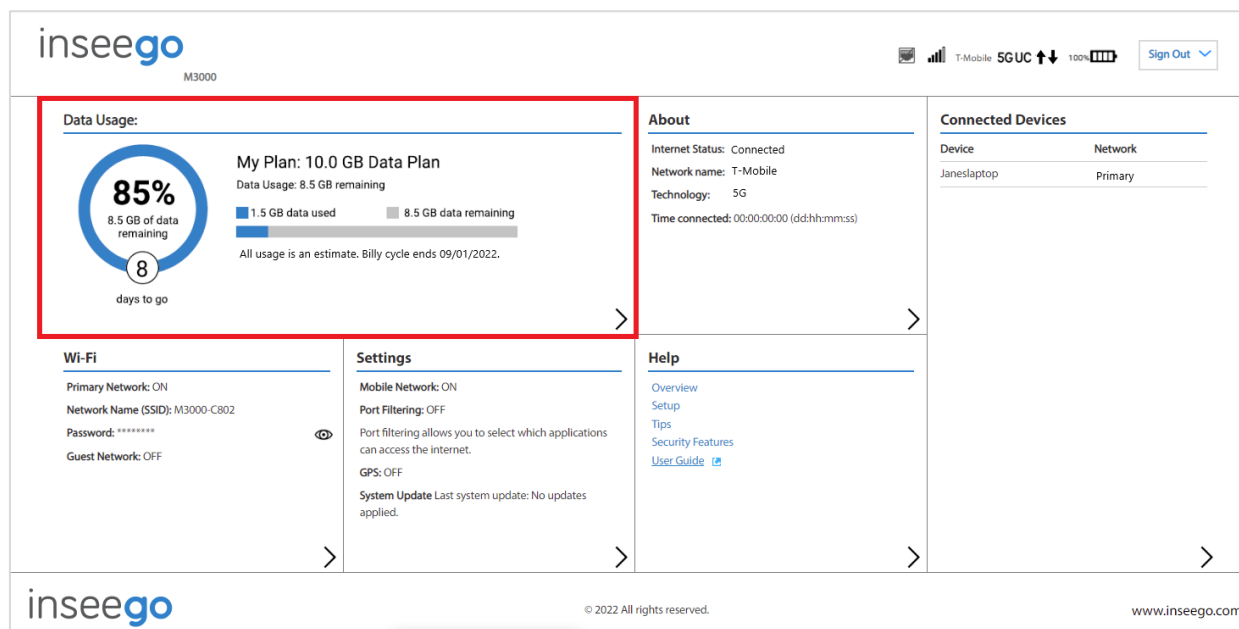 inseego
M3000
T-Mobile 5G UC 100%
Sign Out
Data Usage:
85%
8.5 GB of data
remaining
8
days to go
My Plan: 10.0 GB Data Plan
Data Usage: 8.5 GB remaining
1.5 GB data used 8.5 GB data remaining
All usage is an estimate. Billy cycle ends 09/01/2022.
About
Internet Status: Connected
Network name: T-Mobile
Technology: 5G
Time connected: 00:00:00:00 (dd:hh:mm:ss)
Connected Devices
Device Network
Janeslaptop Primary
Wi-Fi
Primary Network: ON
Network Name (SSID): M3000-C802
Password: ********
Guest Network: OFF
Settings
Mobile Network: ON
Port Filtering: OFF
Port filtering allows you to select which applications
can access the internet.
GPS: OFF
System Update Last system update: No updates
applied.
Help
Overview
Setup
Tips
Security Features
User Guide
inseego
© 2022 All rights reserved.
www.inseego.com